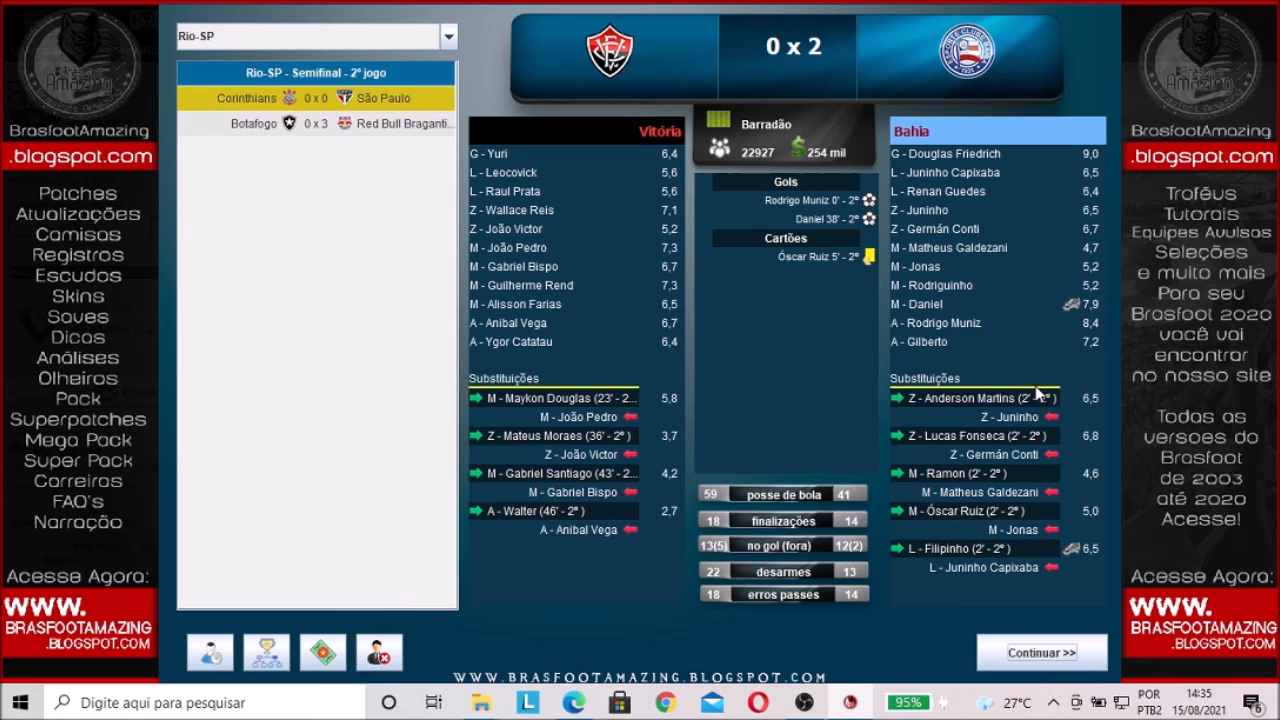 Brasfoot
Amazing
BrasfootAmazing
.blogspot.com
Patches
Atualizações
Camisas
Registros
Escudos
Skins
Saves
Dicas
Análises
Olheiros
Pack
Superpatches
Mega Pack
Super Pack
Carreiras
FAQ's
Narração
Acesse Agora:
www.
BRASFOOTAMAZING
.BLOGSPOT.COM
Rio-SP
Rio-SP - Semifinal - 2º jogo
Corinthians 0 x 0 São Paulo
Botafogo 0 x 3 Red Bull Braganti...
0 x 2
Vitória
G - Yuri 6,4
L - Leocovick 5,6
L - Raul Prata 5,6
Z - Wallace Reis 7,1
Z - João Victor 5,2
M - João Pedro 7,3
M - Gabriel Bispo 6,7
M - Guilherme Rend 7,3
M - Alisson Farias 6,5
A - Anibal Vega 6,7
A - Ygor Catatau 6,4
Substituições
M - Maykon Douglas (23' - 2... 5,8
M - João Pedro
Z - Mateus Moraes (36' - 2º ) 3,7
Z - João Victor
M - Gabriel Santiago (43' - 2... 4,2
M - Gabriel Bispo
A - Walter (46' - 2º ) 2,7
A - Anibal Vega
Barradão
22927 254 mil
Gols
Rodrigo Muniz 0' - 2º
Daniel 38' - 2º
Cartões
Óscar Ruiz 5' - 2º
59 posse de bola 41
18 finalizações 14
13(5) no gol (fora) 12(2)
22 desarmes 13
18 erros passes 14
Bahia
G - Douglas Friedrich 9,0
L - Juninho Capixaba 6,5
L - Renan Guedes 6,4
Z - Juninho 6,5
Z - Germán Conti 6,7
M - Matheus Galdezani 4,7
M - Jonas 5,2
M - Rodriguinho 5,2
M - Daniel 7,9
A - Rodrigo Muniz 8,4
A - Gilberto 7,2
Substituições
Z - Anderson Martins (2' - 2º ) 6,5
Z - Juninho
Z - Lucas Fonseca (2' - 2º ) 6,8
Z - Germán Conti
M - Ramon (2' - 2º ) 4,6
M - Matheus Galdezani
M - Óscar Ruiz (2' - 2º ) 5,0
M - Jonas
L - Filipinho (2' - 2º ) 6,5
L - Juninho Capixaba
Continuar >>
WWW.BRASFOOTAMAZING.BLOGSPOT.COM
Brasfoot
Amazing
BrasfootAmazing
.blogspot.com
Troféus
Tutorais
Equipes Avulsas
Seleções
e muito mais
Para seu
Brasfoot 2020
você vai
encontrar
no nosso site
Todas as
versoes do
Brasfoot
de 2003
até 2020
Acesse!
Acesse Agora:
www.
BRASFOOTAMAZING
.BLOGSPOT.COM
Digite aqui para pesquisar
95%
27°C
POR
PTB2
14:35
15/08/2021
6